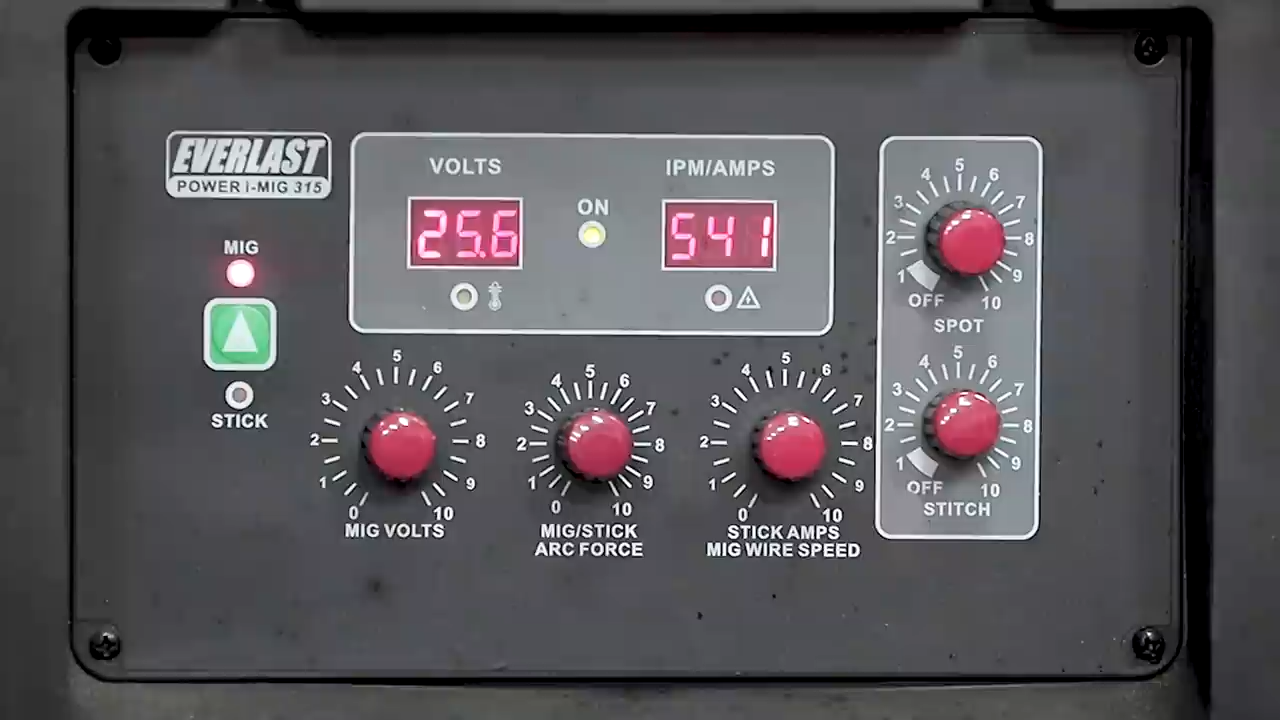 EVERLAST
POWER i-MIG 315
VOLTS
IPM/AMPS
ON
25.6
541
MIG
STICK
5
4 6
3 7
2 8
1 9
OFF 10
SPOT
5
4 6
3 7
2 8
1 9
0 10
MIG VOLTS
5
4 6
3 7
2 8
1 9
0 10
MIG/STICK
ARC FORCE
5
4 6
3 7
2 8
1 9
0 10
STICK AMPS
MIG WIRE SPEED
5
4 6
3 7
2 8
1 9
OFF 10
STITCH